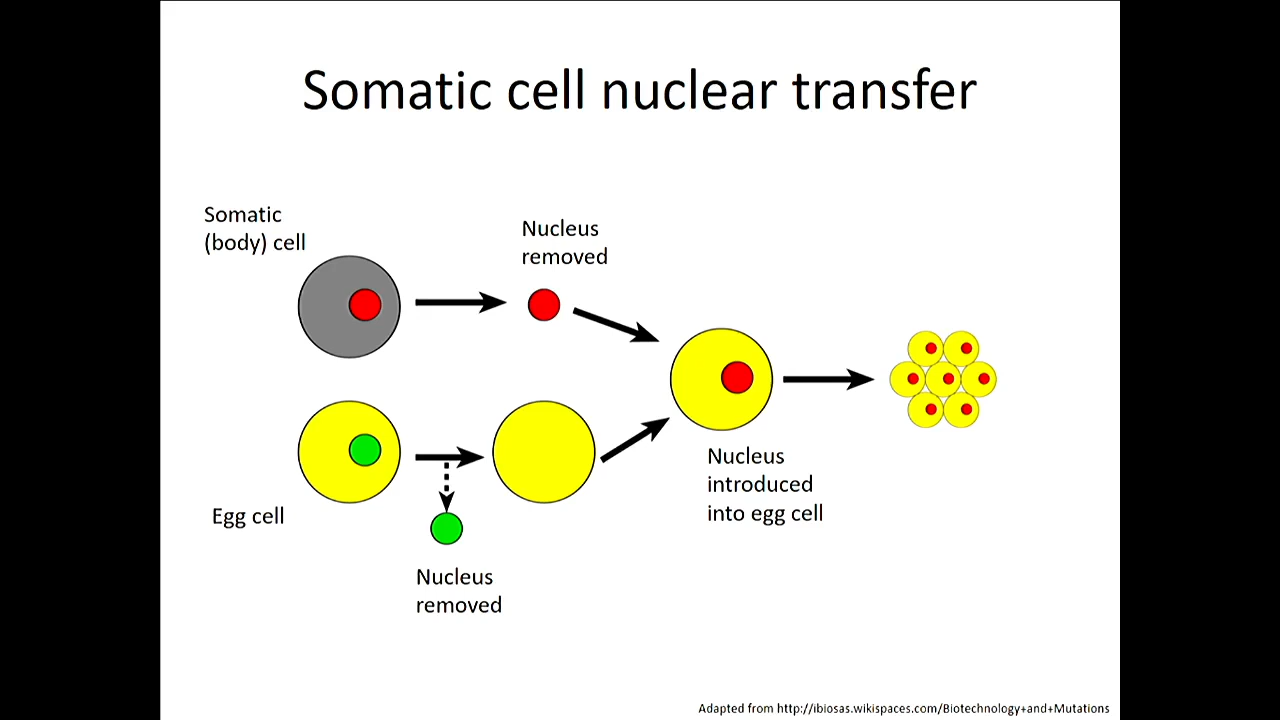 Somatic cell nuclear transfer
Somatic
(body) cell
Nucleus
removed
Egg cell
Nucleus
removed
Nucleus
introduced
into egg cell
Adapted from http://ibiosas.wikispaces.com/Biotechnology+and+Mutations